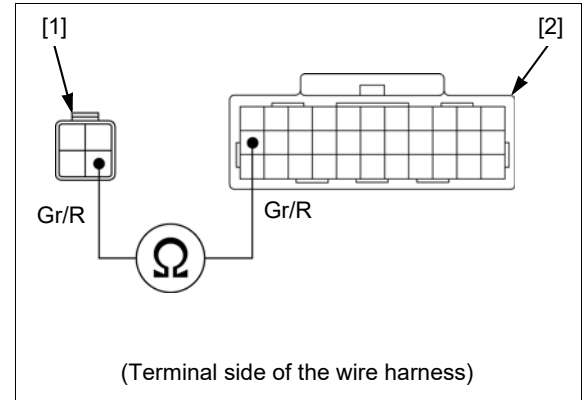 [1] [2]
Gr/R Gr/R
Ω
(Terminal side of the wire harness)